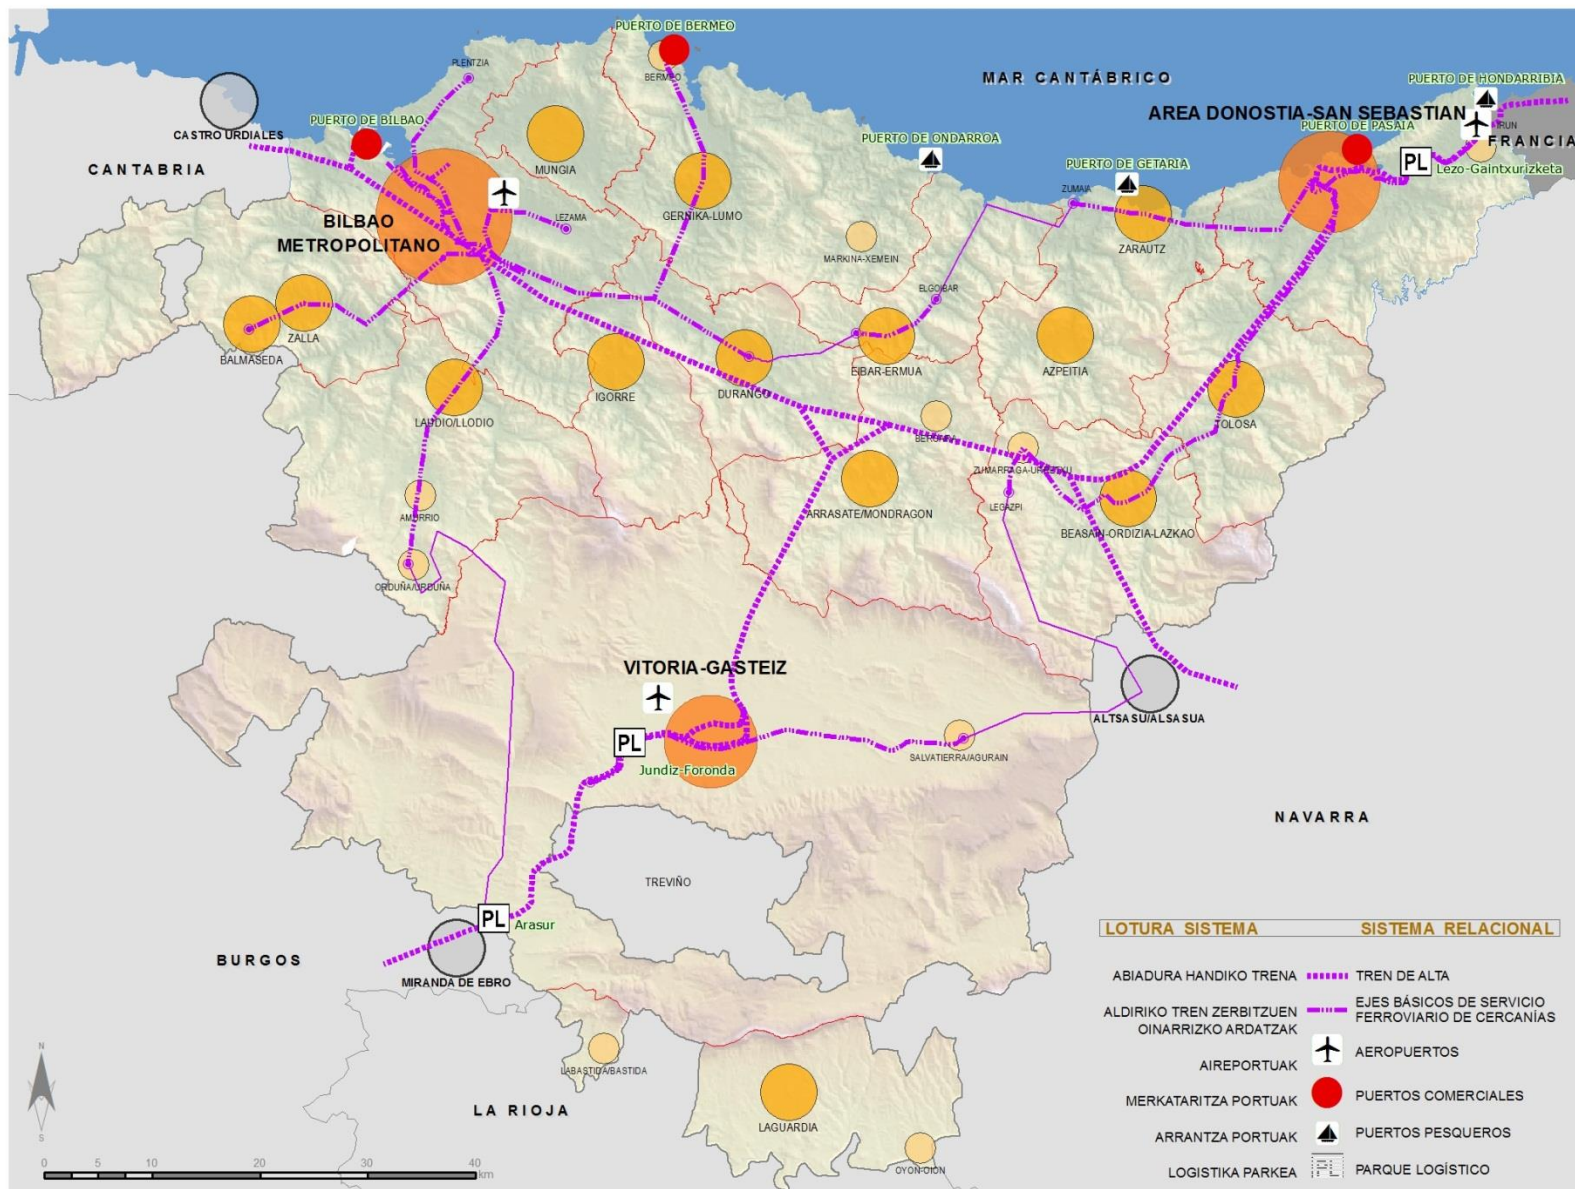 PUERTO DE BERMEO
PLENTZIA
BERMEO
MAR CANTÁBRICO
PUERTO DE HONDARRIBIA
CASTRO URDIALES
PUERTO DE BILBAO
AREA DONOSTIA-SAN SEBASTIAN
PUERTO DE PASAIA
IRUN
FRANCIA
CANTABRIA
MUNGIA
PUERTO DE ONDARROA
PUERTO DE GETARIA
PL
Lezo-Gaintxurizketa
ZUMAIA
BILBAO
METROPOLITANO
LEZAMA
GERNIKA-LUMO
MARKINA-XEMEIN
ZARAUTZ
ELGOIBAR
ZALLA
BALMASEDA
EIBAR-ERMUA
AZPEITIA
DURANGO
IGORRE
LAUDIO/LLODIO
TOLOSA
BERGARA
ZUMARRAGA-URRETXU
LEGAZPI
ARRASATE/MONDRAGON
BEASAIN-ORDIZIA-LAZKAO
AMURRIO
ORDUÑA/URDUÑA
VITORIA-GASTEIZ
ALTSASU/ALSASUA
PL
Jundiz-Foronda
SALVATIERRA/AGURAIN
NAVARRA
TREVIÑO
PL
Arasur
BURGOS
MIRANDA DE EBRO
LABASTIDA/BASTIDA
LA RIOJA
LAGUARDIA
OYON-OION
LOTURA SISTEMA SISTEMA RELACIONAL
ABIADURA HANDIKO TRENA TREN DE ALTA
ALDIRIKO TREN ZERBITZUEN
OINARRIZKO ARDATZAK
EJES BÁSICOS DE SERVICIO
FERROVIARIO DE CERCANÍAS
AIREPORTUAK AEROPUERTOS
MERKATARITZA PORTUAK PUERTOS COMERCIALES
ARRANTZA PORTUAK PUERTOS PESQUEROS
LOGISTIKA PARKEA PL PARQUE LOGÍSTICO
N
S
0 5 10 20 30 40
km